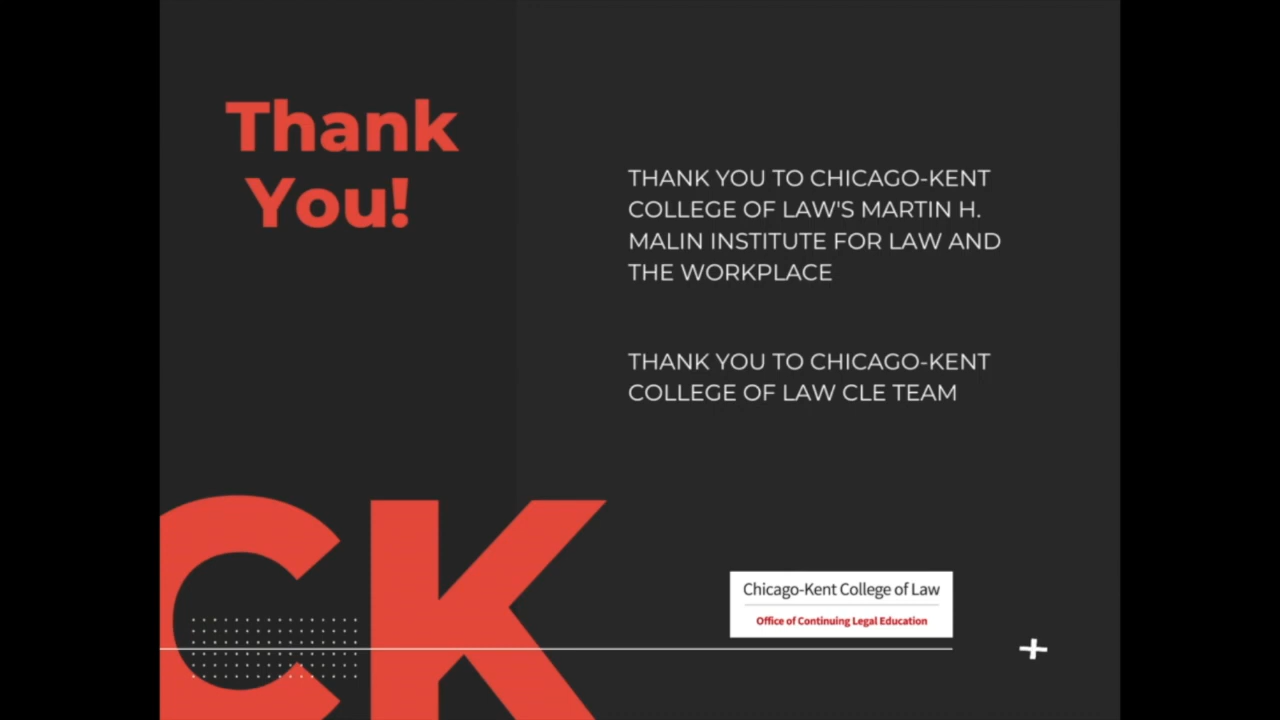 Thank
You!
THANK YOU TO CHICAGO-KENT
COLLEGE OF LAW'S MARTIN H.
MALIN INSTITUTE FOR LAW AND
THE WORKPLACE
THANK YOU TO CHICAGO-KENT
COLLEGE OF LAW CLE TEAM
CK
Chicago-Kent College of Law
Office of Continuing Legal Education